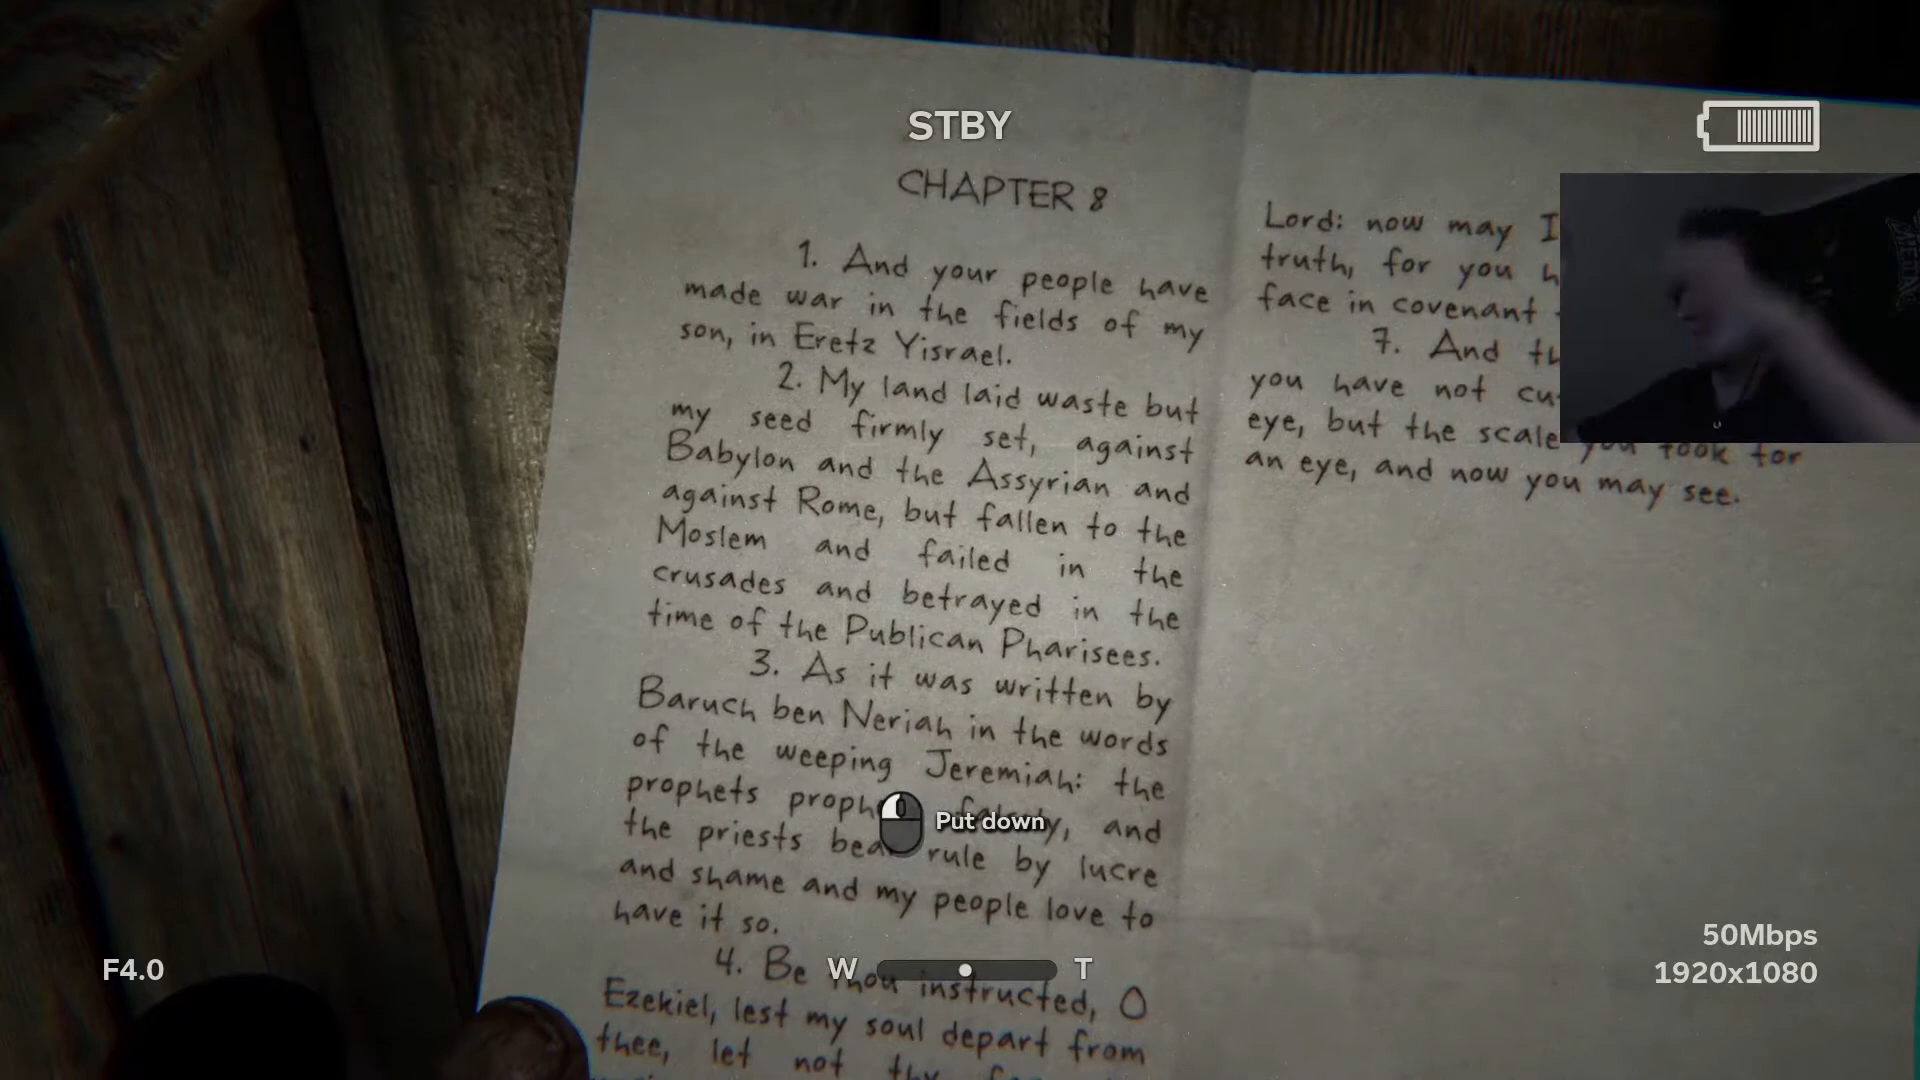 STBY
CHAPTER 8
1. And your people have
made war in the fields of my
son, in Eretz Yisrael.
2. My land laid waste but
my seed firmly set, against
Babylon and the Assyrian and
against Rome, but fallen to the
Moslem and failed in the
crusades and betrayed in the
time of the Publican Pharisees.
3. As it was written by
Baruch ben Neriah in the words
of the weeping Jeremiah: the
prophets and
the priests rule by lucre
and shame and my people love to
have it so.
4. Be thou instructed, O
Ezekiel, lest my soul depart from
thee, let not thy
Lord: now may I
truth, for you
face in covenant
7. And
you have not
eye, but the scale you took for
an eye, and now you may see.
Put down
F4.0
W T
50Mbps
1920x1080